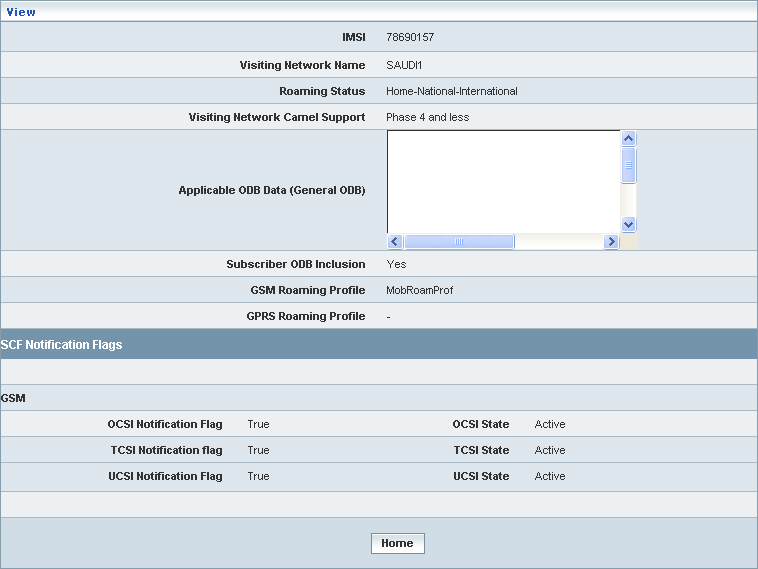 View
IMSI 78690157
Visiting Network Name SAUDI1
Roaming Status Home-National-International
Visiting Network Camel Support Phase 4 and less
Applicable ODB Data (General ODB)
Subscriber ODB Inclusion Yes
GSM Roaming Profile MobRoamProf
GPRS Roaming Profile -
SCF Notification Flags
GSM
OCSI Notification Flag True OCSI State Active
TCSI Notification flag True TCSI State Active
UCSI Notification Flag True UCSI State Active
Home